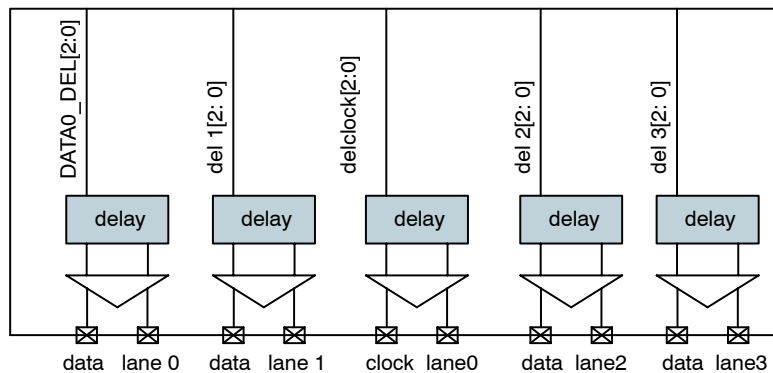 DATA0_DEL[2:0]
del 1[2: 0]
delclock[2:0]
del 2[2: 0]
del 3[2: 0]
delay
delay
delay
delay
delay
data lane 0
data lane 1
clock lane0
data lane2
data lane3